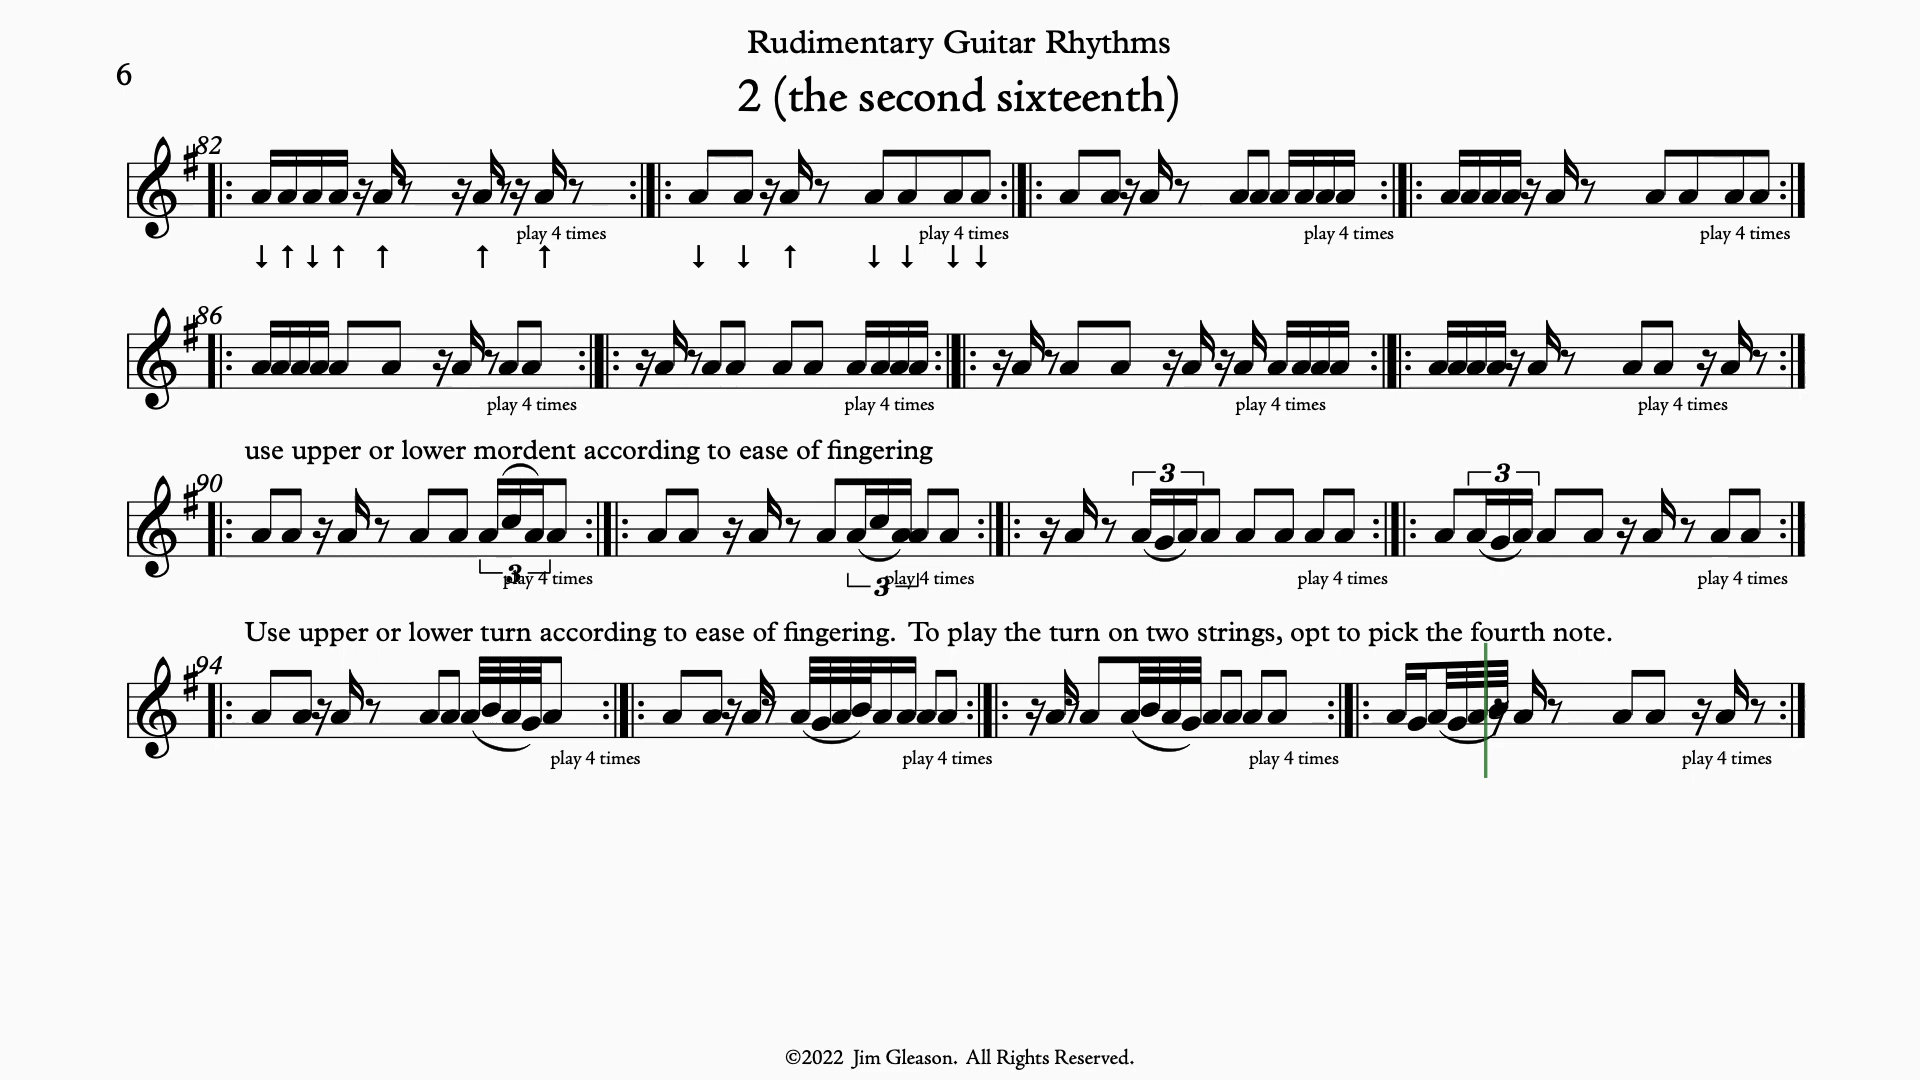 Rudimentary Guitar Rhythms
6
2 (the second sixteenth)
82
play 4 times play 4 times play 4 times play 4 times
86
play 4 times play 4 times play 4 times play 4 times
use upper or lower mordent according to ease of fingering
90
3 3
3 play 4 times 3 play 4 times play 4 times play 4 times
Use upper or lower turn according to ease of fingering. To play the turn on two strings, opt to pick the fourth note.
94
play 4 times play 4 times play 4 times play 4 times
©2022 Jim Gleason. All Rights Reserved.